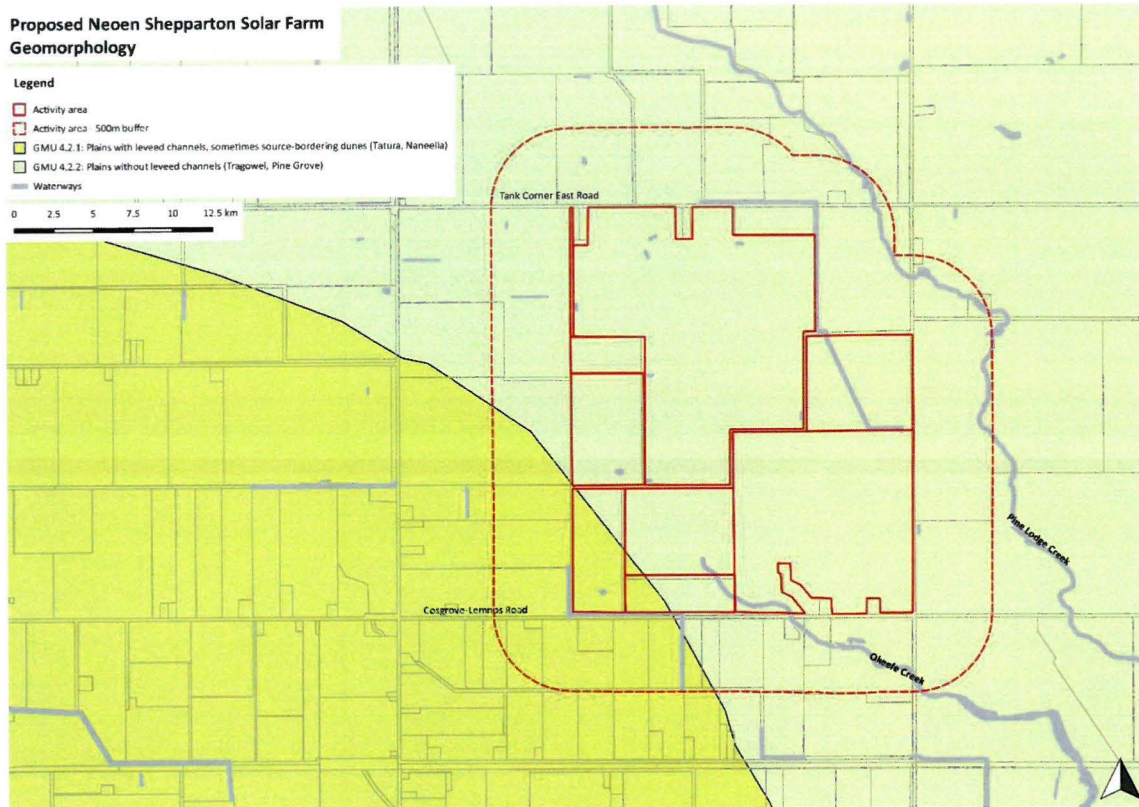 Proposed Neoen Shepparton Solar Farm
Geomorphology
Legend
Activity area
Activity area - 500m buffer
GMU 4.2.1: Plains with leveed channels, sometimes source-bordering dunes (Tatura, Naneella)
GMU 4.2.2: Plains without leveed channels (Tragowel, Pine Grove)
Waterways
0 2.5 5 7.5 10 12.5 km
Tank Corner East Road
Pine Lodge Creek
Cosgrove-Lemnos Road
Okeefe Creek